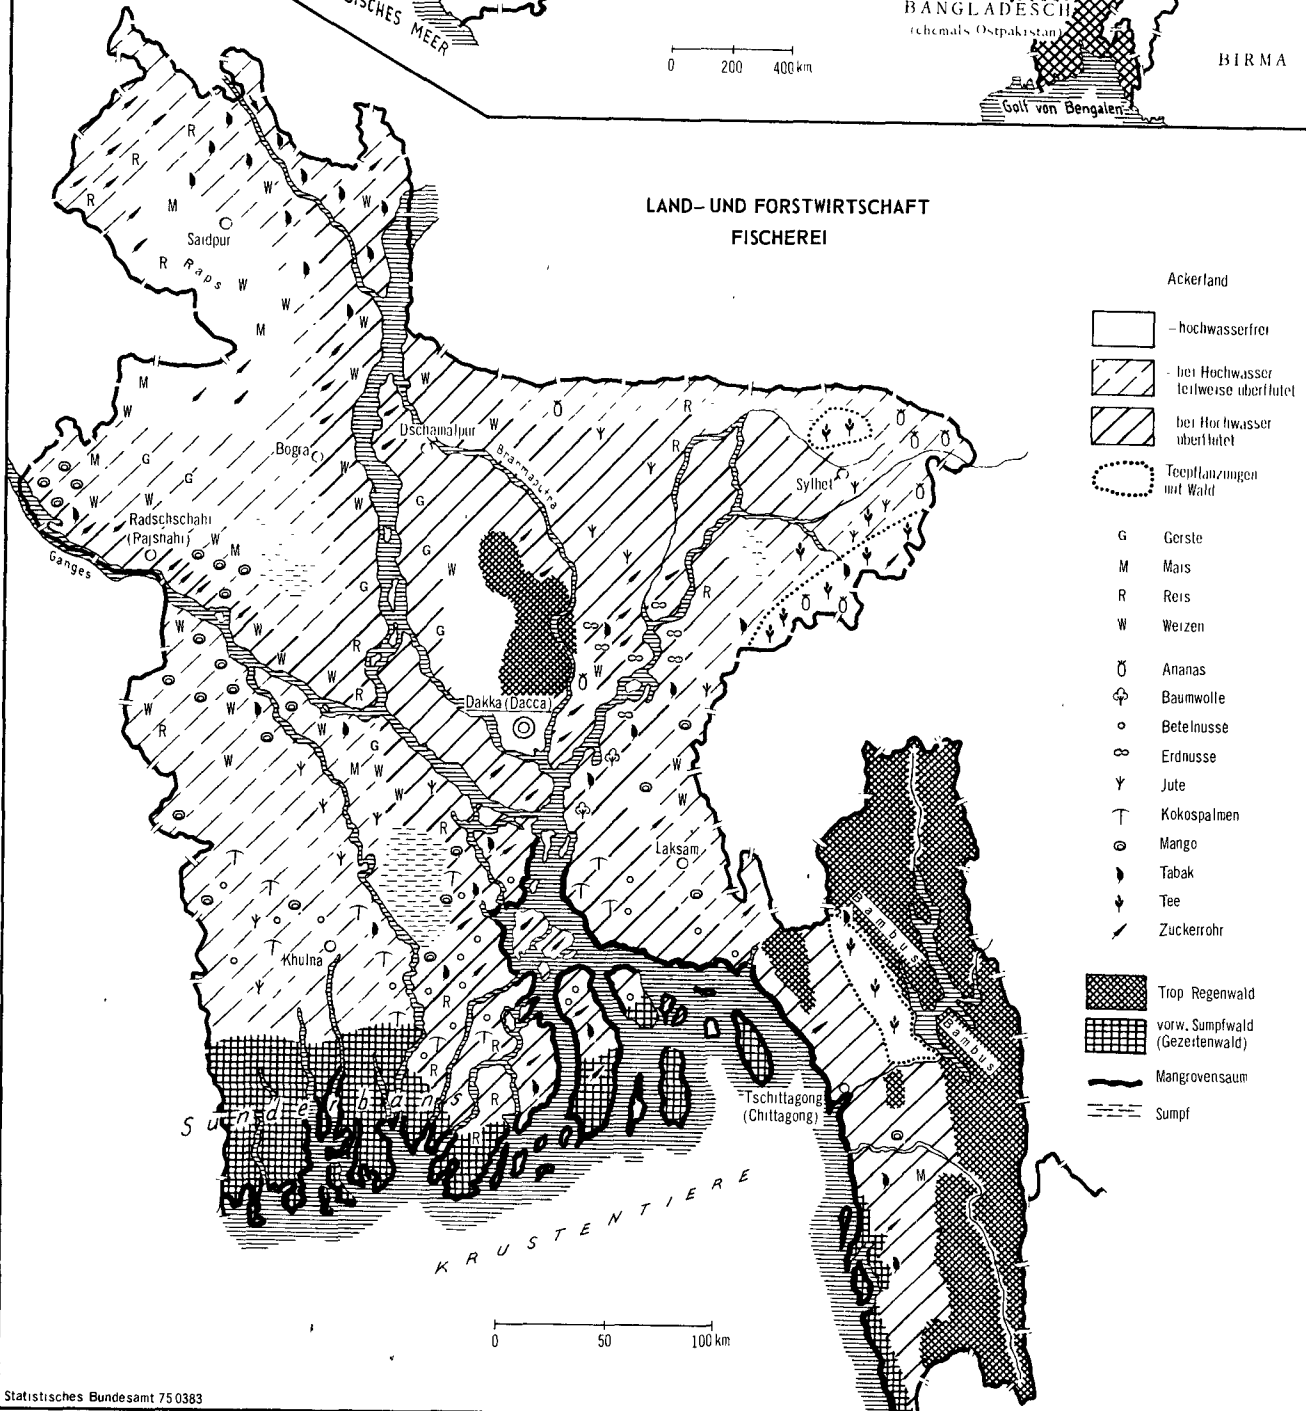 ISCHES MEER
0 200 400 km
BANGLADESCH
(ehemals Ostpakistan)
BIRMA
Golf von Bengalen
LAND- UND FORSTWIRTSCHAFT
FISCHEREI
Ackerland
- hochwasserfrei
- bei Hochwasser
teilweise überflutet
bei Hochwasser
überflutet
Teepflanzungen
mit Wald
G Gerste
M Mais
R Reis
W Weizen
Ananas
Baumwolle
Betelnüsse
Erdnüsse
Jute
Kokospalmen
Mango
Tabak
Tee
Zuckerrohr
Trop Regenwald
vorw. Sumpfwald
(Gezeitenwald)
Mangrovensaum
Sumpf
Saidpur
Raps
Bogra
Dschamalpur
Brahmaputra
Sylhet
Radschschahi
(Rajshahi)
Ganges
Dakka (Dacca)
Laksam
Khulna
Bambus
Bambus
Sunderbans
Tschittagong
(Chittagong)
KRUSTENTIERE
0 50 100 km
Statistisches Bundesamt 75 0383